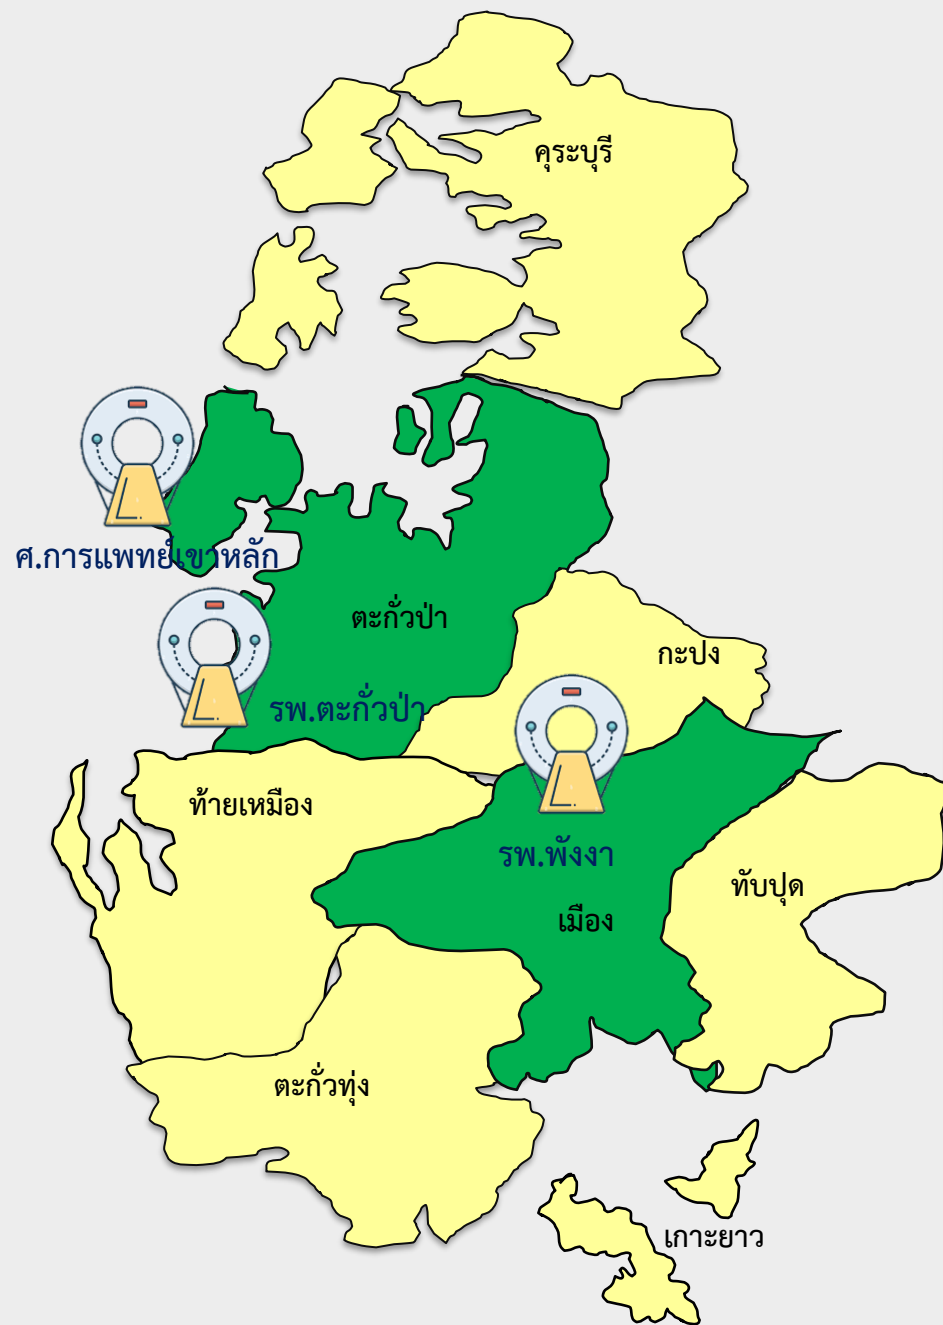 คุระบุรี
ศ.การแพทย์เขาหลัก
ตะกั่วป่า
กะปง
รพ.ตะกั่วป่า
ท้ายเหมือง
รพ.พังงา
ทับปุด
เมือง
ตะกั่วทุ่ง
เกาะยาว